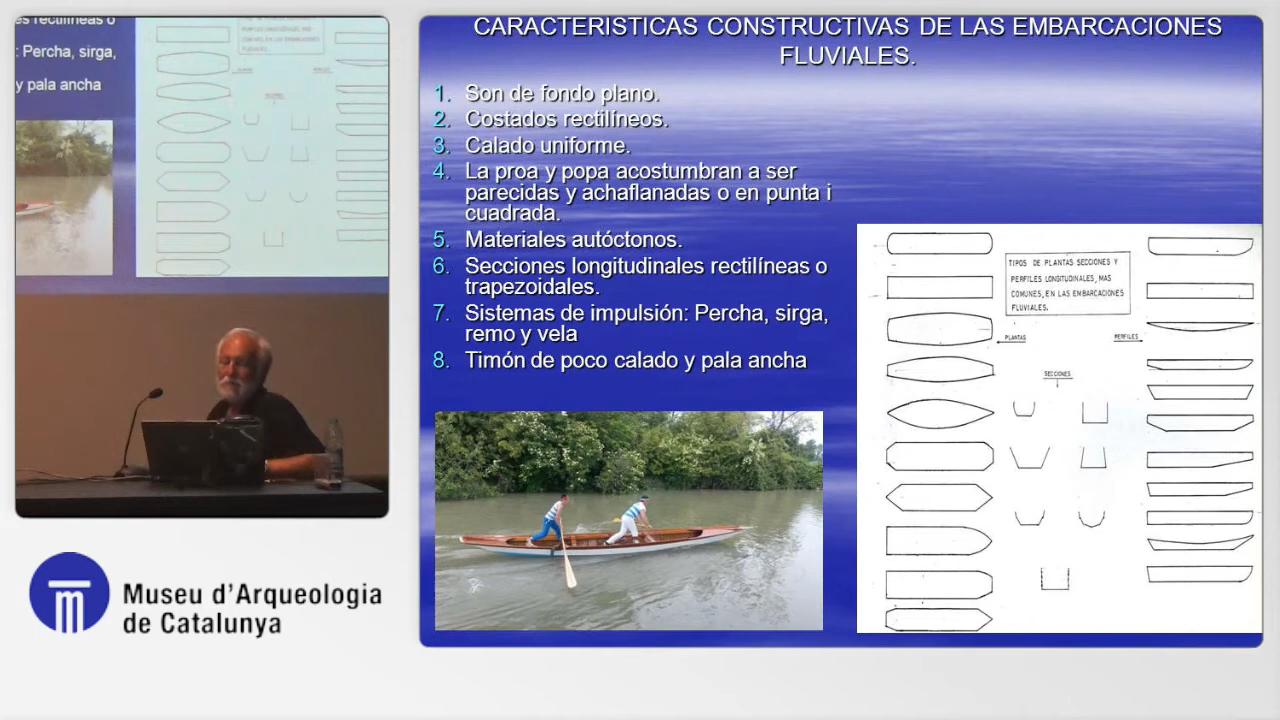 es rectilíneas o
: Percha, sirga,
y pala ancha
Museu d'Arqueologia
de Catalunya
CARACTERISTICAS CONSTRUCTIVAS DE LAS EMBARCACIONES
FLUVIALES.
1. Son de fondo plano.
2. Costados rectilíneos.
3. Calado uniforme.
4. La proa y popa acostumbran a ser
parecidas y achaflanadas o en punta i
cuadrada.
5. Materiales autóctonos.
6. Secciones longitudinales rectilíneas o
trapezoidales.
7. Sistemas de impulsión: Percha, sirga,
remo y vela
8. Timón de poco calado y pala ancha
TIPOS DE PLANTAS SECCIONES Y
PERFILES LONGITUDINALES, MAS
COMUNES, EN LAS EMBARCACIONES
FLUVIALES.
PLANTAS
PERFILES
SECCIONES